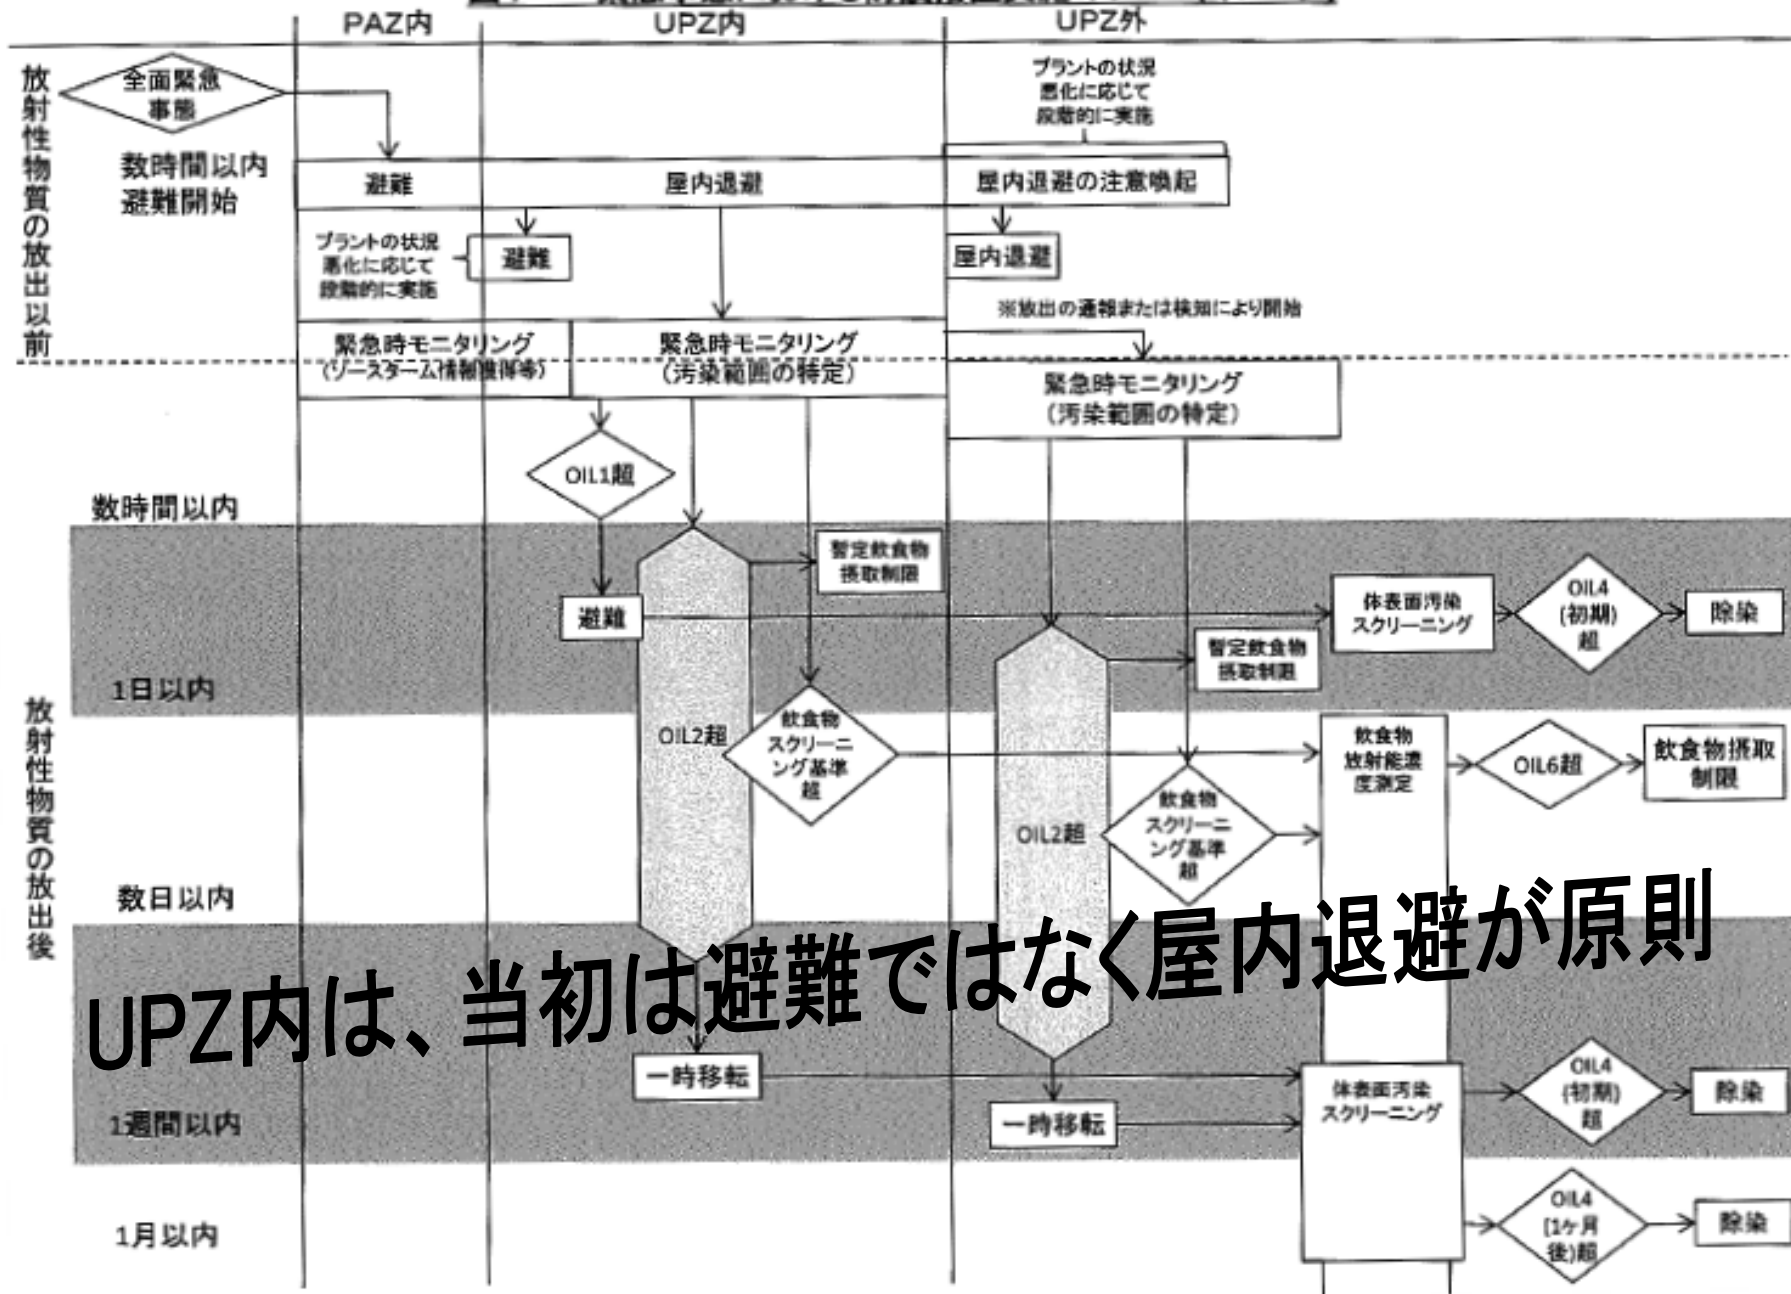 PAZ内
UPZ内
UPZ外
放射性物質の放出以前
全面緊急
事態
プラントの状況
悪化に応じて
段階的に実施
数時間以内
避難開始
避難
屋内退避
屋内退避の注意喚起
プラントの状況
悪化に応じて
段階的に実施
避難
屋内退避
※放出の通報または検知により開始
緊急時モニタリング
(ソースターム情報獲得等)
緊急時モニタリング
(汚染範囲の特定)
緊急時モニタリング
(汚染範囲の特定)
OIL1超
数時間以内
暫定飲食物
摂取制限
避難
体表面汚染
スクリーニング
OIL4
(初期)
超
除染
暫定飲食物
摂取制限
1日以内
放射性物質の放出後
OIL2超
飲食物
スクリーニ
ング基準
超
飲食物
放射能濃
度測定
OIL6超
飲食物摂取
制限
OIL2超
飲食物
スクリーニ
ング基準
超
数日以内
UPZ内は、当初は避難ではなく屋内退避が原則
一時移転
体表面汚染
スクリーニング
OIL4
(初期)
超
除染
一時移転
1週間以内
1月以内
OIL4
[1ケ月
後)超
除染